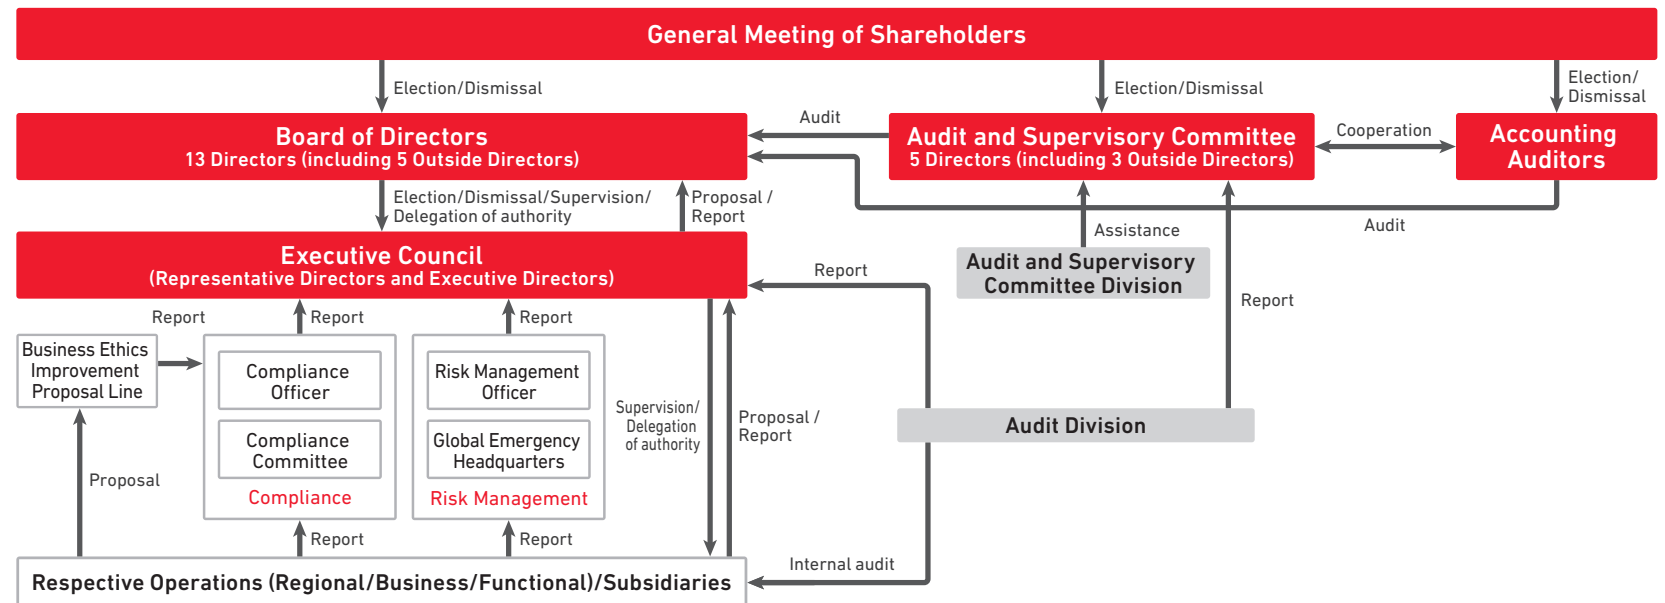 General Meeting of Shareholders
Election/Dismissal
Election/Dismissal
Election/
Dismissal
Board of Directors
13 Directors (including 5 Outside Directors)
Audit
Audit and Supervisory Committee
5 Directors (including 3 Outside Directors)
Cooperation
Accounting
Auditors
Election/Dismissal/Supervision/
Delegation of authority
Proposal /
Report
Assistance
Audit
Executive Council
(Representative Directors and Executive Directors)
Report
Audit and Supervisory
Committee Division
Report
Report
Report
Report
Business Ethics
Improvement
Proposal Line
Compliance
Officer
Compliance
Committee
Compliance
Risk Management
Officer
Global Emergency
Headquarters
Risk Management
Supervision/
Delegation
of authority
Proposal /
Report
Audit Division
Proposal
Report
Report
Internal audit
Respective Operations (Regional/Business/Functional)/Subsidiaries